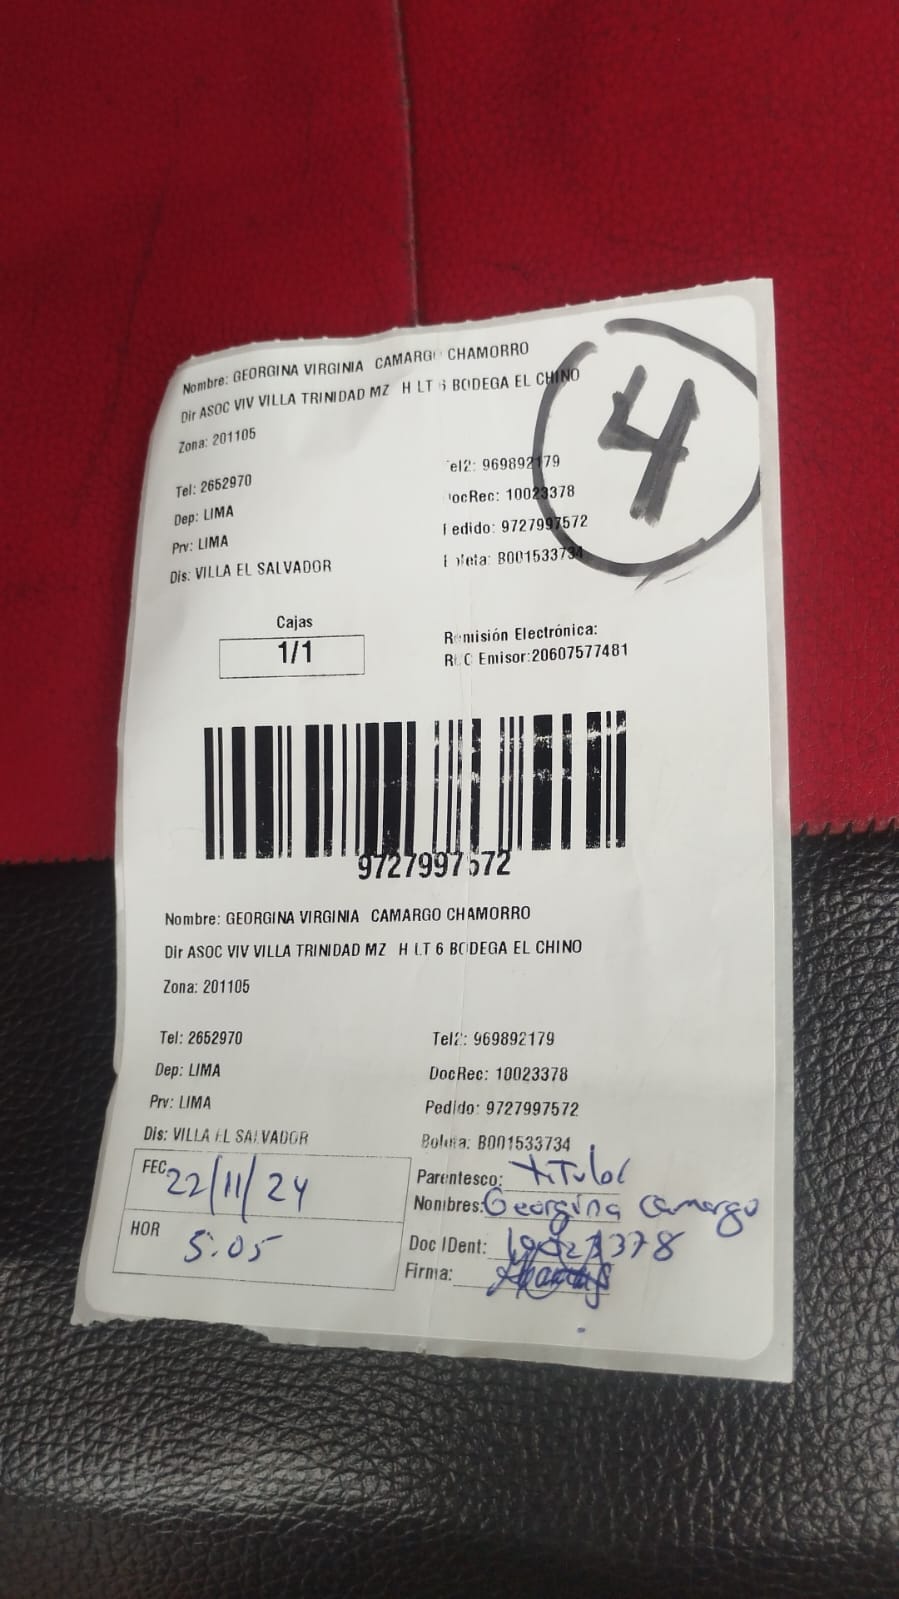 Nombre: GEORGINA VIRGINIA CAMARGO CHAMORRO
Dir ASOC VIV VILLA TRINIDAD MZ H LT 6 BODEGA EL CHINO
4
Zona: 201105
Tel: 2652970 Tel2: 969892179
Dep: LIMA DocRec: 10023378
Prv: LIMA Pedido: 9727997572
Dis: VILLA EL SALVADOR Boleta: B001533734
Cajas
1/1
Remisión Electrónica:
RUC Emisor:20607577481
9727997572
Nombre: GEORGINA VIRGINIA CAMARGO CHAMORRO
Dir ASOC VIV VILLA TRINIDAD MZ H LT 6 BODEGA EL CHINO
Zona: 201105
Tel: 2652970 Tel2: 969892179
Dep: LIMA DocRec: 10023378
Prv: LIMA Pedido: 9727997572
Dis: VILLA EL SALVADOR Boleta: B001533734
FEC 22/11/24
HOR 5:05
Parentesco: TiTular
Nombres: Georgina Camargo
Doc IDent: 10023378
Firma: